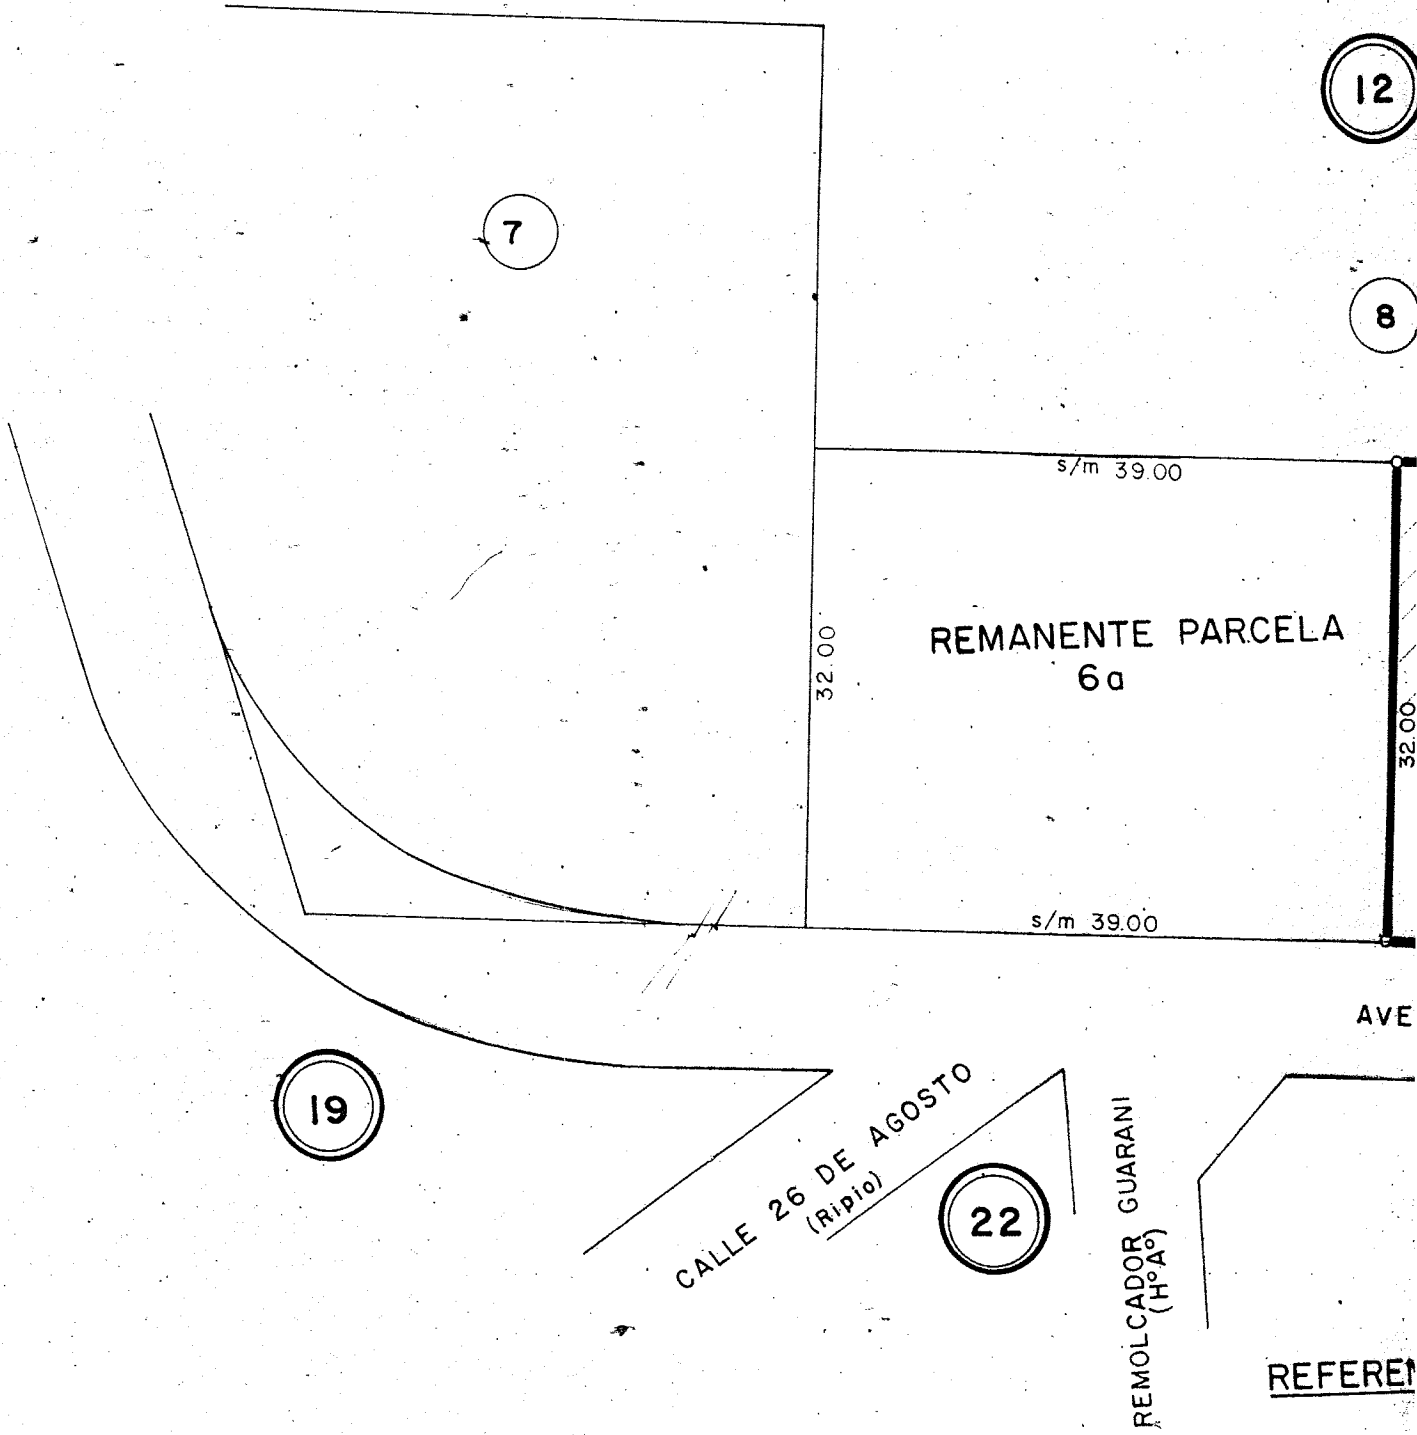 12
7
8
s/m 39.00
REMANENTE PARCELA
6a
32.00
32.00
s/m 39.00
AVE
19
CALLE 26 DE AGOSTO
(Ripio)
22
REMOLCADOR GUARANI
(HºAº)
REFEREN